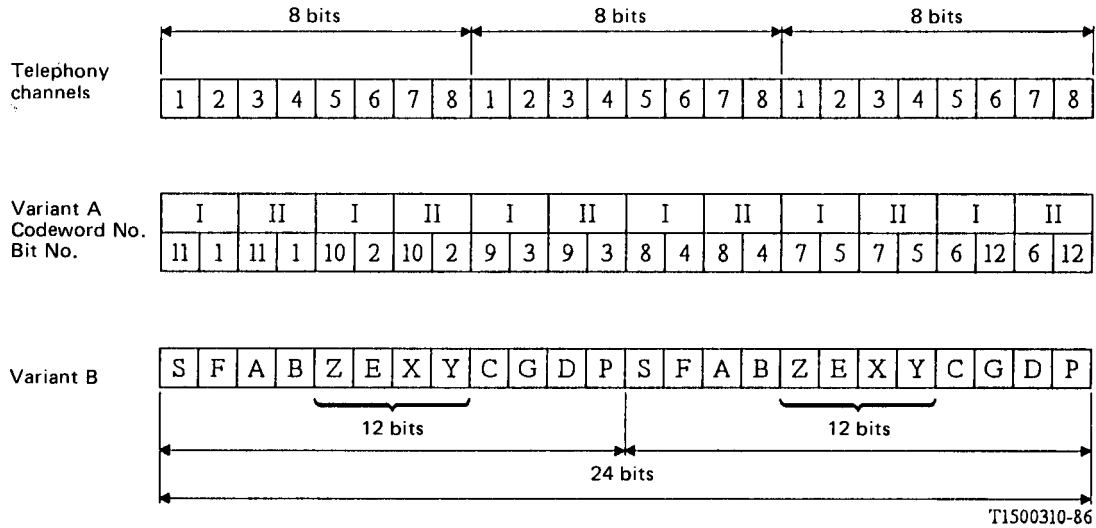 8 bits 8 bits 8 bits
Telephony
channels
1 2 3 4 5 6 7 8 1 2 3 4 5 6 7 8 1 2 3 4 5 6 7 8
Variant A
Codeword No.
Bit No.
I II I II I II I II I II I II
11 1 11 1 10 2 10 2 9 3 9 3 8 4 8 4 7 5 7 5 6 12 6 12
Variant B
S F A B Z E X Y C G D P S F A B Z E X Y C G D P
12 bits 12 bits
24 bits
T1500310-86